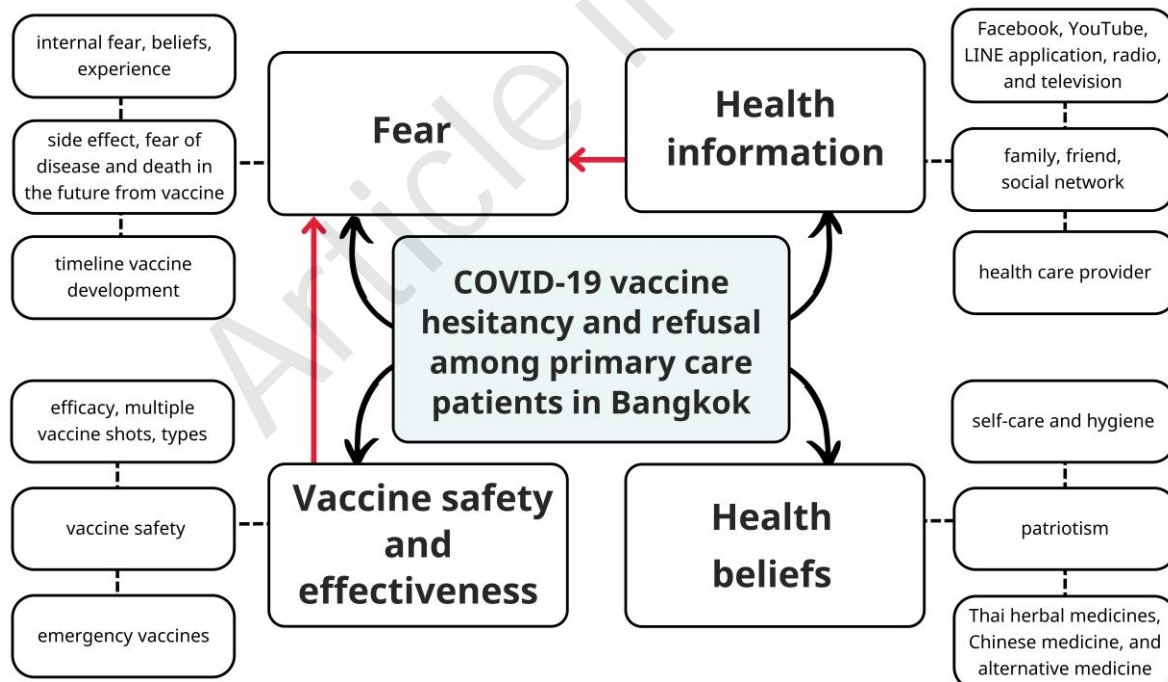 internal fear, beliefs,
experience
side effect, fear of
disease and death in
the future from vaccine
timeline vaccine
development
Fear
Health
information
Facebook, YouTube,
LINE application, radio,
and television
family, friend,
social network
health care provider
COVID-19 vaccine
hesitancy and refusal
among primary care
patients in Bangkok
efficacy, multiple
vaccine shots, types
vaccine safety
emergency vaccines
Vaccine safety
and
effectiveness
Health
beliefs
self-care and hygiene
patriotism
Thai herbal medicines,
Chinese medicine, and
alternative medicine
Article i